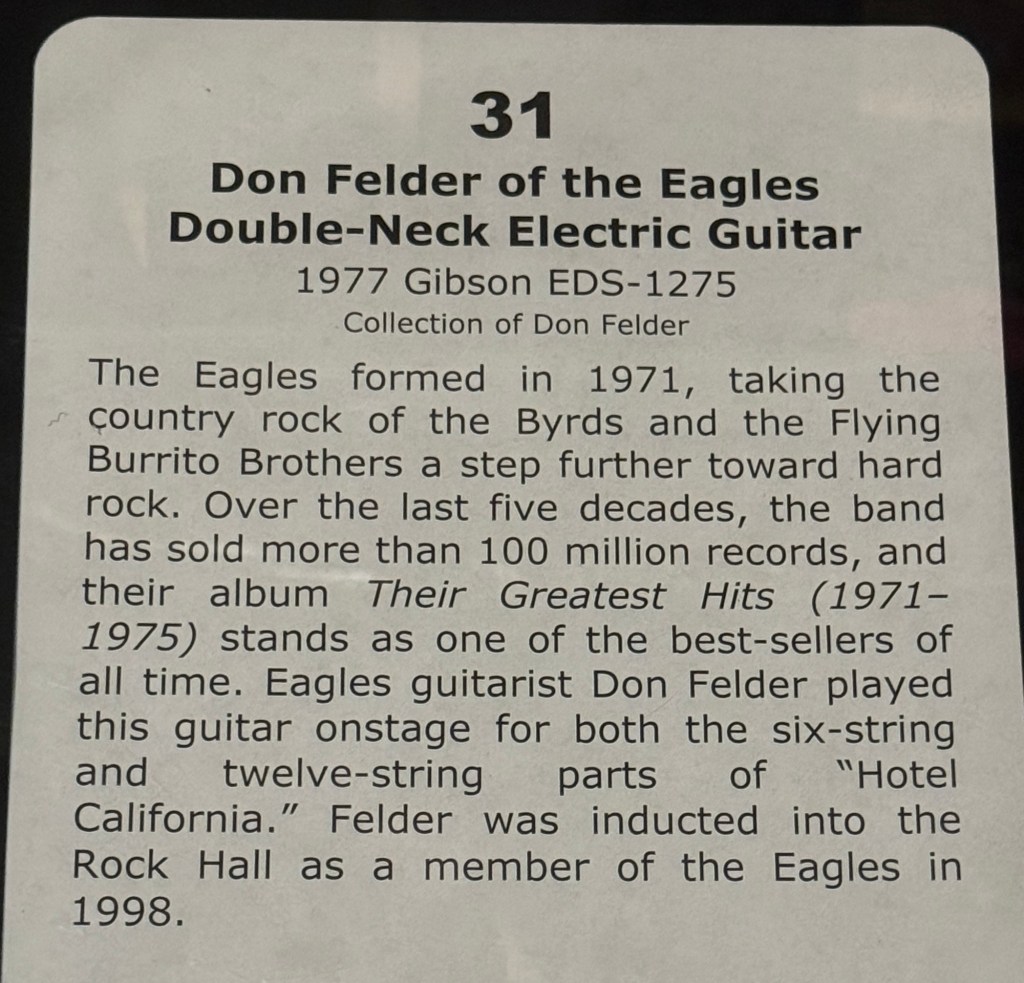 31
Don Felder of the Eagles
Double-Neck Electric Guitar
1977 Gibson EDS-1275
Collection of Don Felder
The Eagles formed in 1971, taking the
country rock of the Byrds and the Flying
Burrito Brothers a step further toward hard
rock. Over the last five decades, the band
has sold more than 100 million records, and
their album Their Greatest Hits (1971–
1975) stands as one of the best-sellers of
all time. Eagles guitarist Don Felder played
this guitar onstage for both the six-string
and twelve-string parts of "Hotel
California." Felder was inducted into the
Rock Hall as a member of the Eagles in
1998.